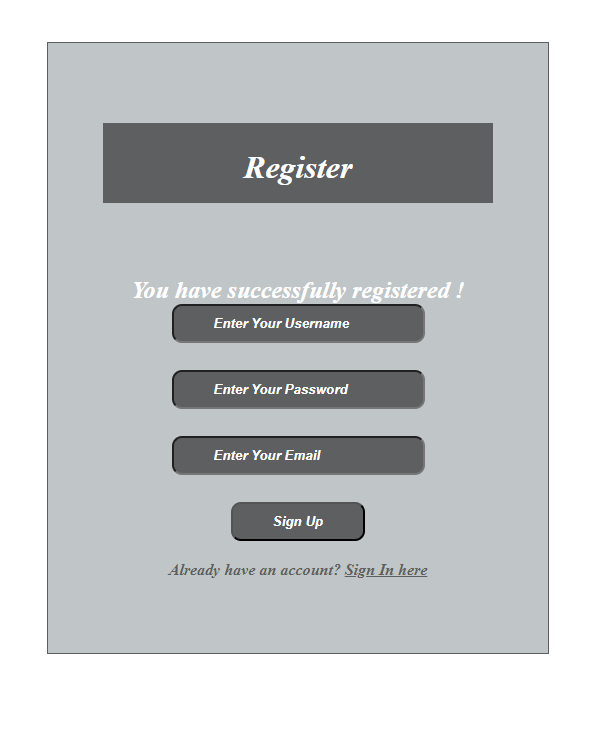 Register
You have successfully registered !
Enter Your Username
Enter Your Password
Enter Your Email
Sign Up
Already have an account? Sign In here